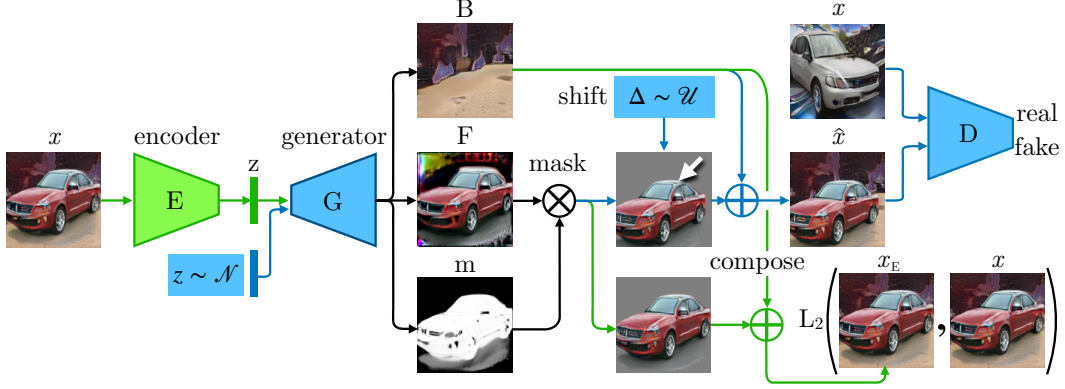 B
x
shift
Δ ∼ 𝒰
x
encoder
generator
F
mask
x̂
D
real
fake
z
E
G
z ∼ 𝒩
m
compose
L₂( x_E , x )